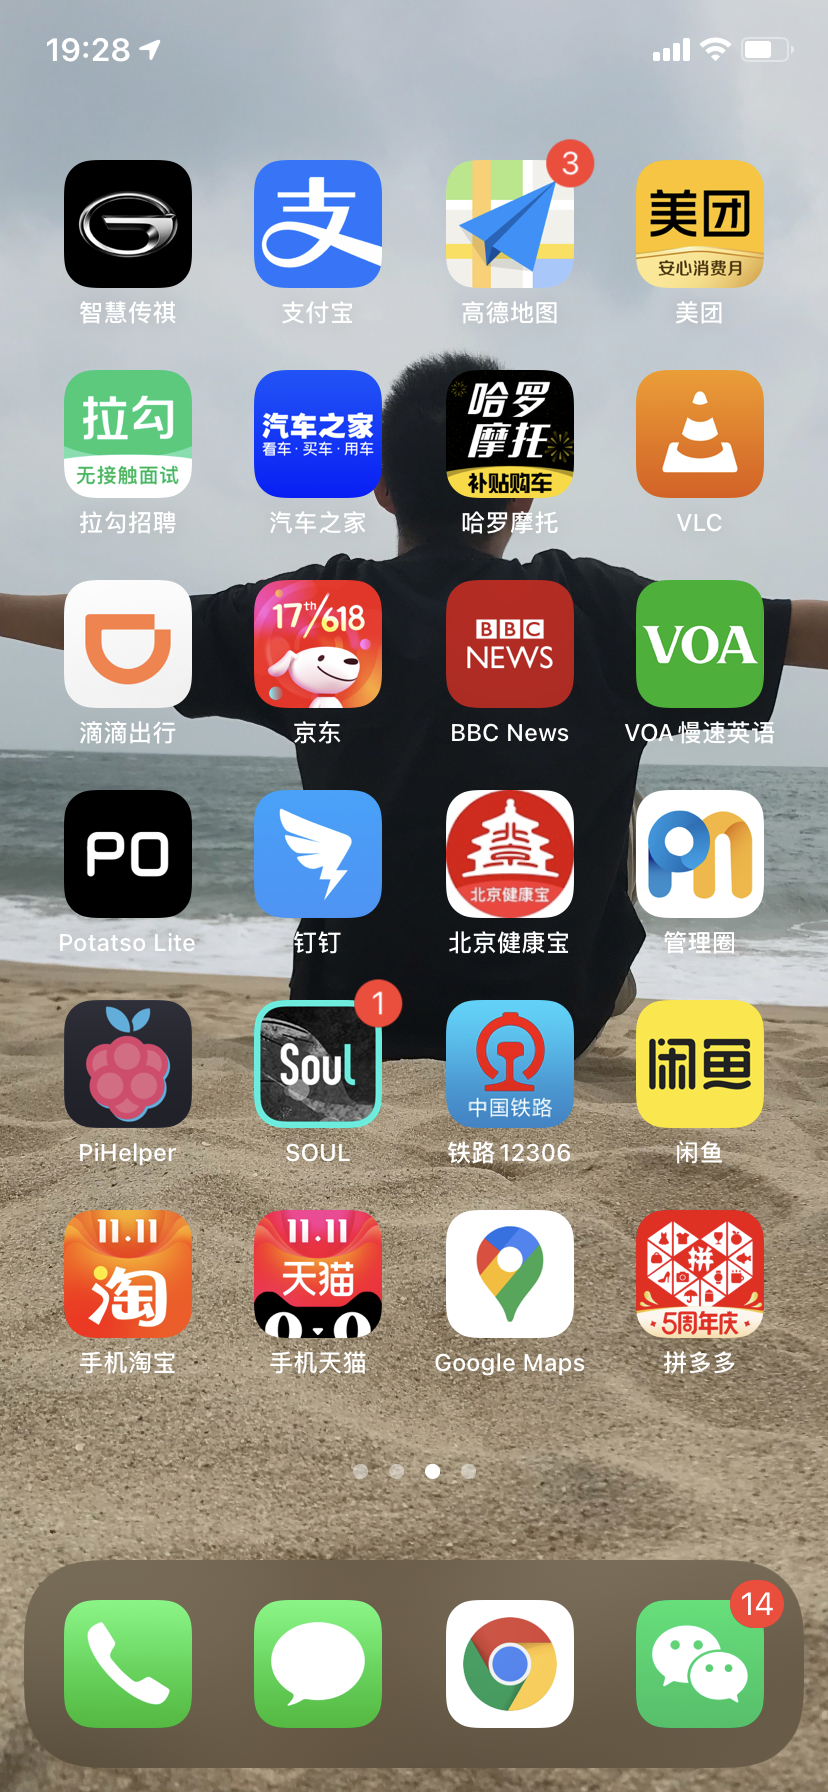 19:28
3
支
美团
安心消费月
智慧传祺
支付宝
高德地图
美团
拉勾
无接触面试
汽车之家
看车·买车·用车
哈罗
摩托
补贴购车
拉勾招聘
汽车之家
哈罗摩托
VLC
17th/618
BBC
NEWS
VOA
滴滴出行
京东
BBC News
VOA慢速英语
PO
北京
北京健康宝
Potatso Lite
钉钉
北京健康宝
管理圈
1
Soul
中国铁路
闲鱼
PiHelper
SOUL
铁路12306
闲鱼
11.11
淘
11.11
天猫
拼
5周年庆
手机淘宝
手机天猫
Google Maps
拼多多
14